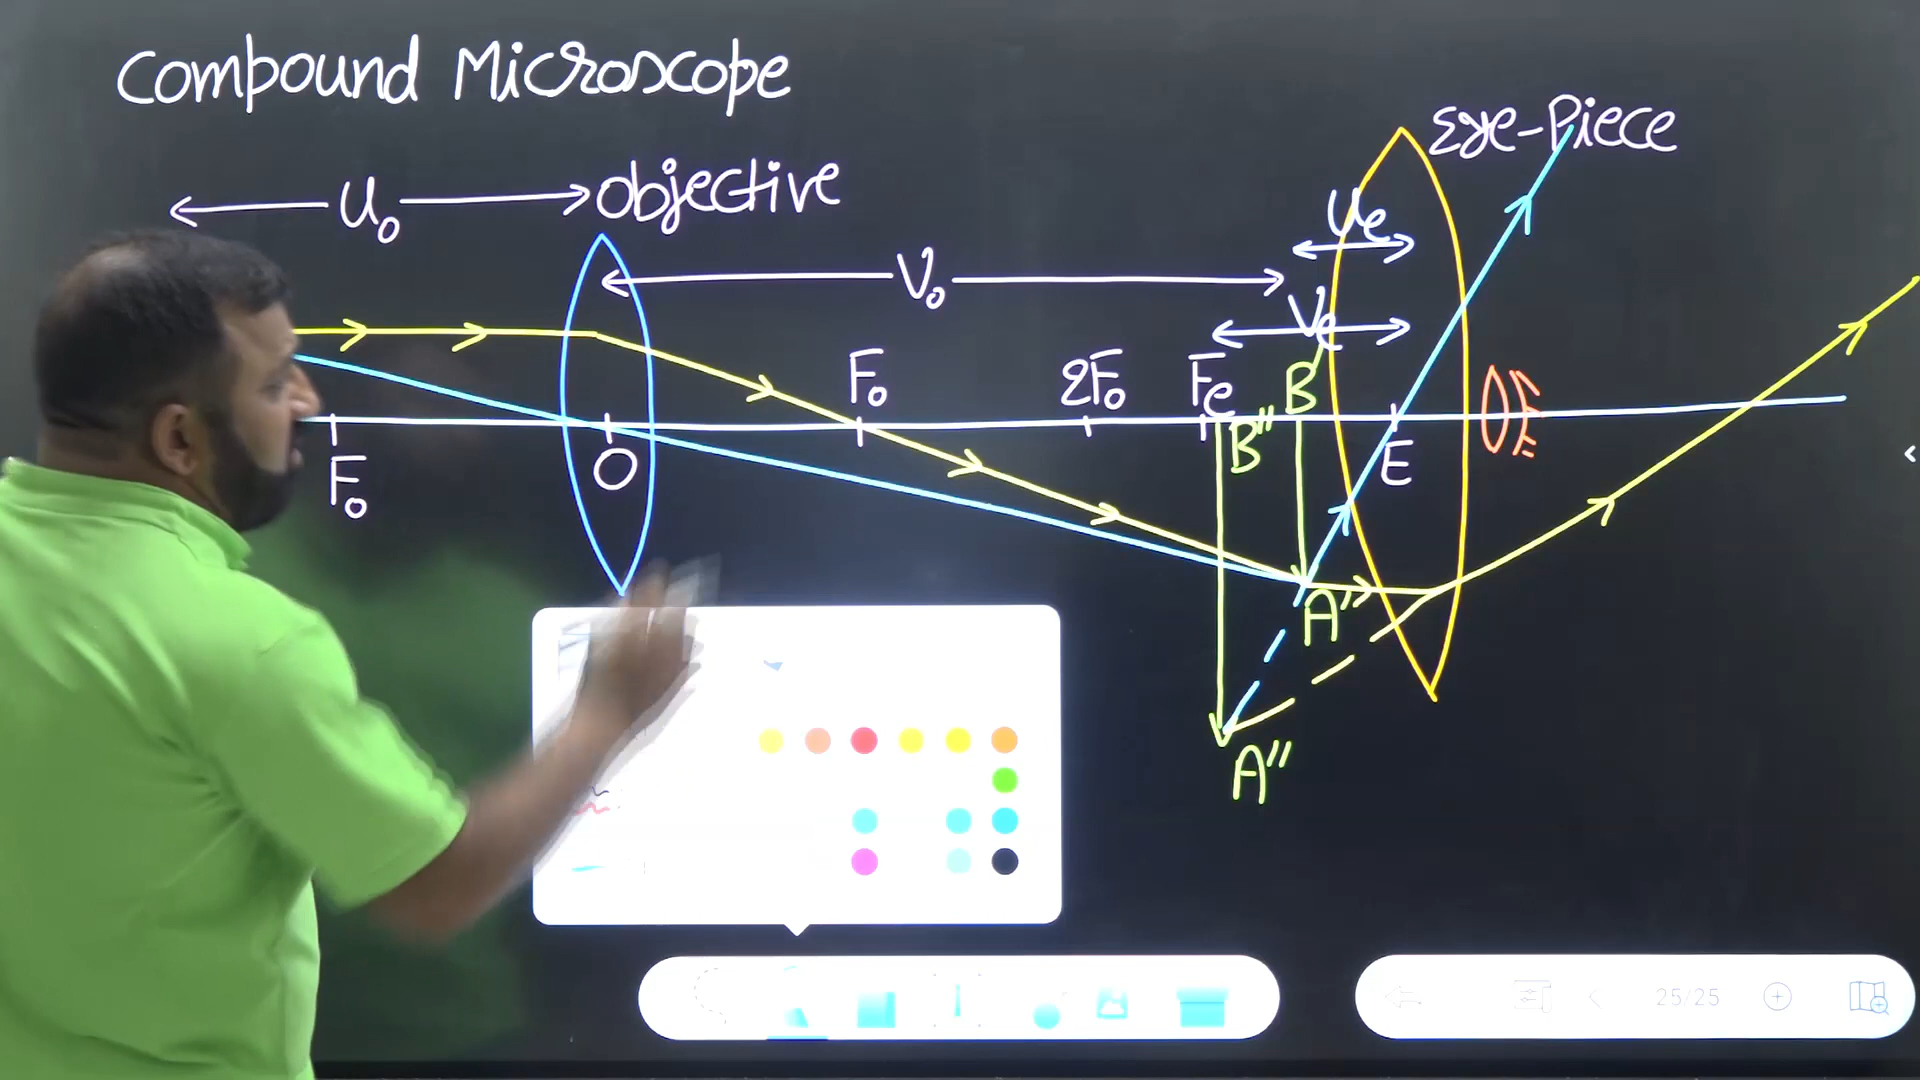 Compound Microscope
Eye-Piece
U₀
Objective
Ue
V₀
Ve
F₀
2F₀
Fe
B'
B"
F₀
O
E
A'
A"
25/25